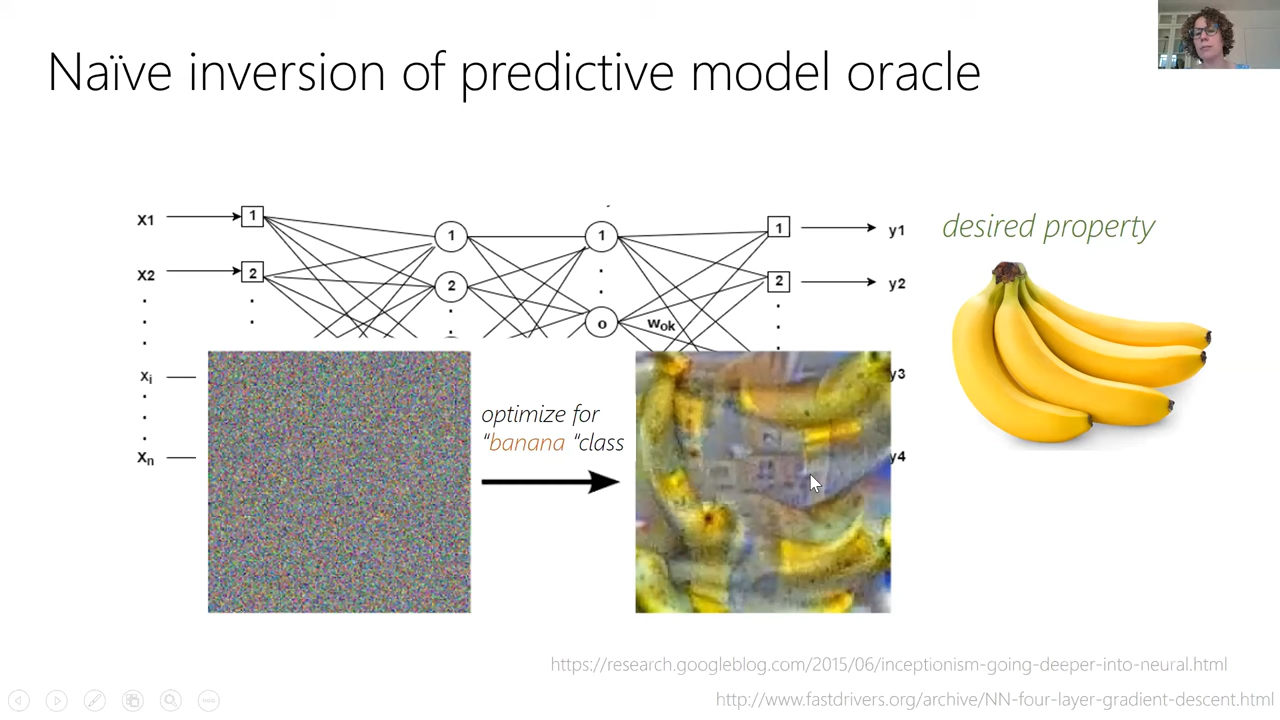 Naïve inversion of predictive model oracle
X1
1
1
1
1
y1
desired property
X2
2
2
2
y2
o
wok
xi
y3
optimize for
"banana "class
xn
y4
https://research.googleblog.com/2015/06/inceptionism-going-deeper-into-neural.html
http://www.fastdrivers.org/archive/NN-four-layer-gradient-descent.html